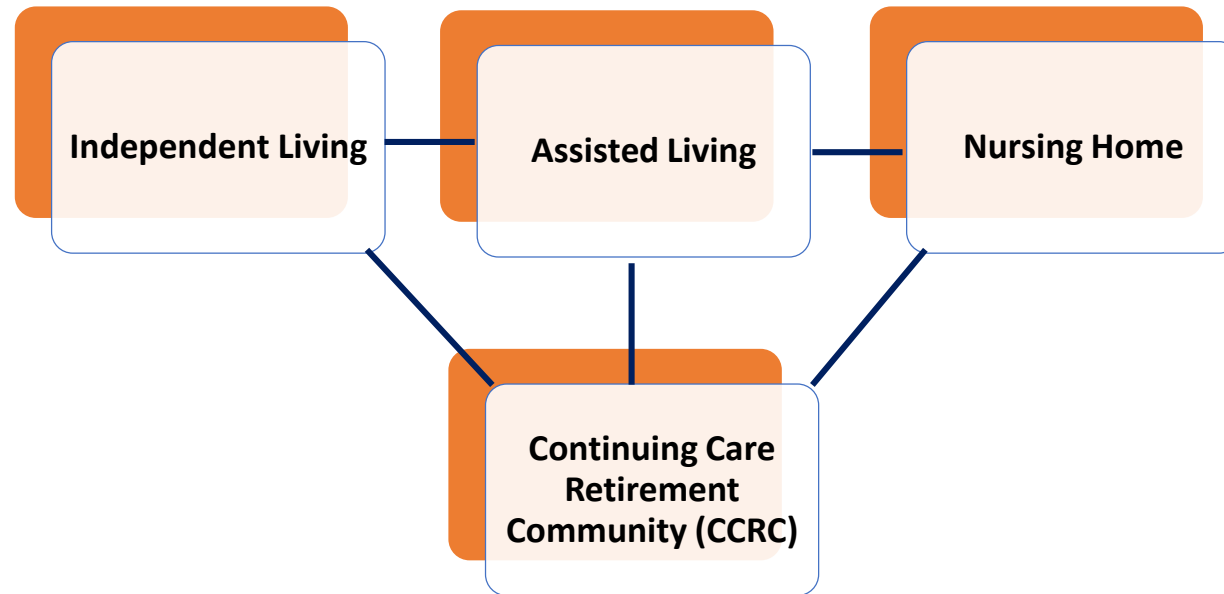 Independent Living
Assisted Living
Nursing Home
Continuing Care
Retirement
Community (CCRC)